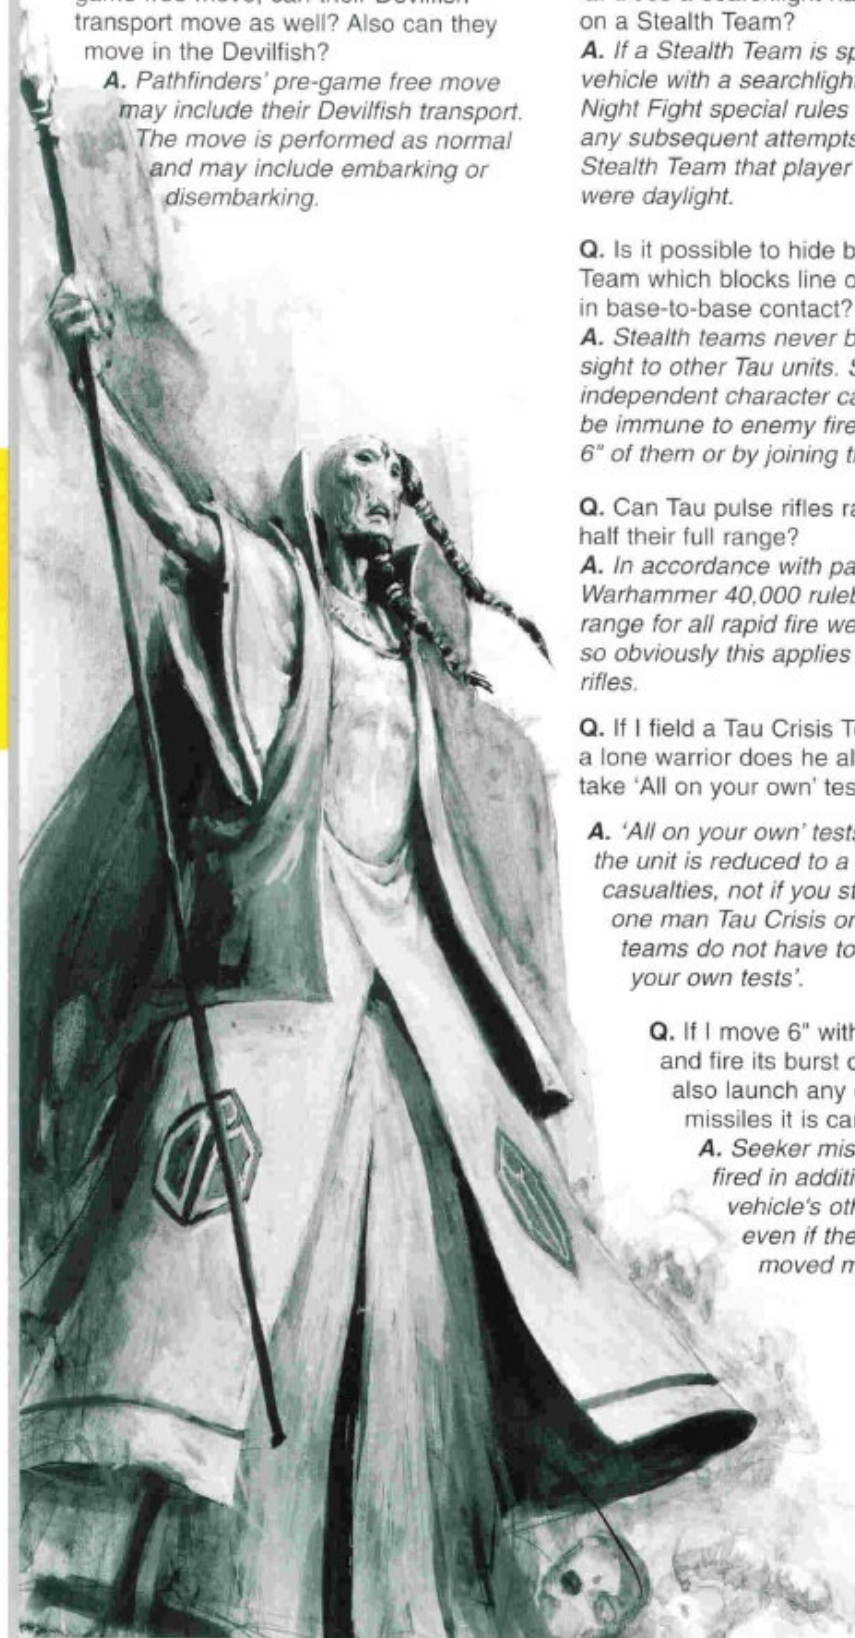 transport move as well? Also can they
move in the Devilfish?
A. Pathfinders' pre-game free move
may include their Devilfish transport.
The move is performed as normal
and may include embarking or
disembarking.
on a Stealth Team?
A. If a Stealth Team is sp
vehicle with a searchligh
Night Fight special rules
any subsequent attempts
Stealth Team that player
were daylight.
Q. Is it possible to hide b
Team which blocks line o
in base-to-base contact?
A. Stealth teams never b
sight to other Tau units. S
independent character ca
be immune to enemy fire
6" of them or by joining t
Q. Can Tau pulse rifles ra
half their full range?
A. In accordance with pa
Warhammer 40,000 ruleb
range for all rapid fire we
so obviously this applies
rifles.
Q. If I field a Tau Crisis T
a lone warrior does he al
take 'All on your own' tes
A. 'All on your own' tests
the unit is reduced to a
casualties, not if you st
one man Tau Crisis or
teams do not have to
your own tests'.
Q. If I move 6" with
and fire its burst c
also launch any
missiles it is car
A. Seeker mis
fired in additi
vehicle's oth
even if the
moved m